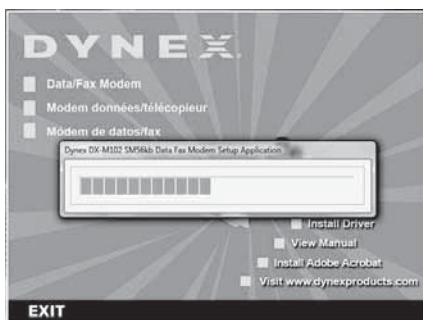 DYNEX
Data/Fax Modem
Modem données/télécopieur
Módem de datos/fax
Dynex DX-M102 SM56kb Data Fax Modem Setup Application
Install Driver
View Manual
Install Adobe Acrobat
Visit www.dynexproducts.com
EXIT